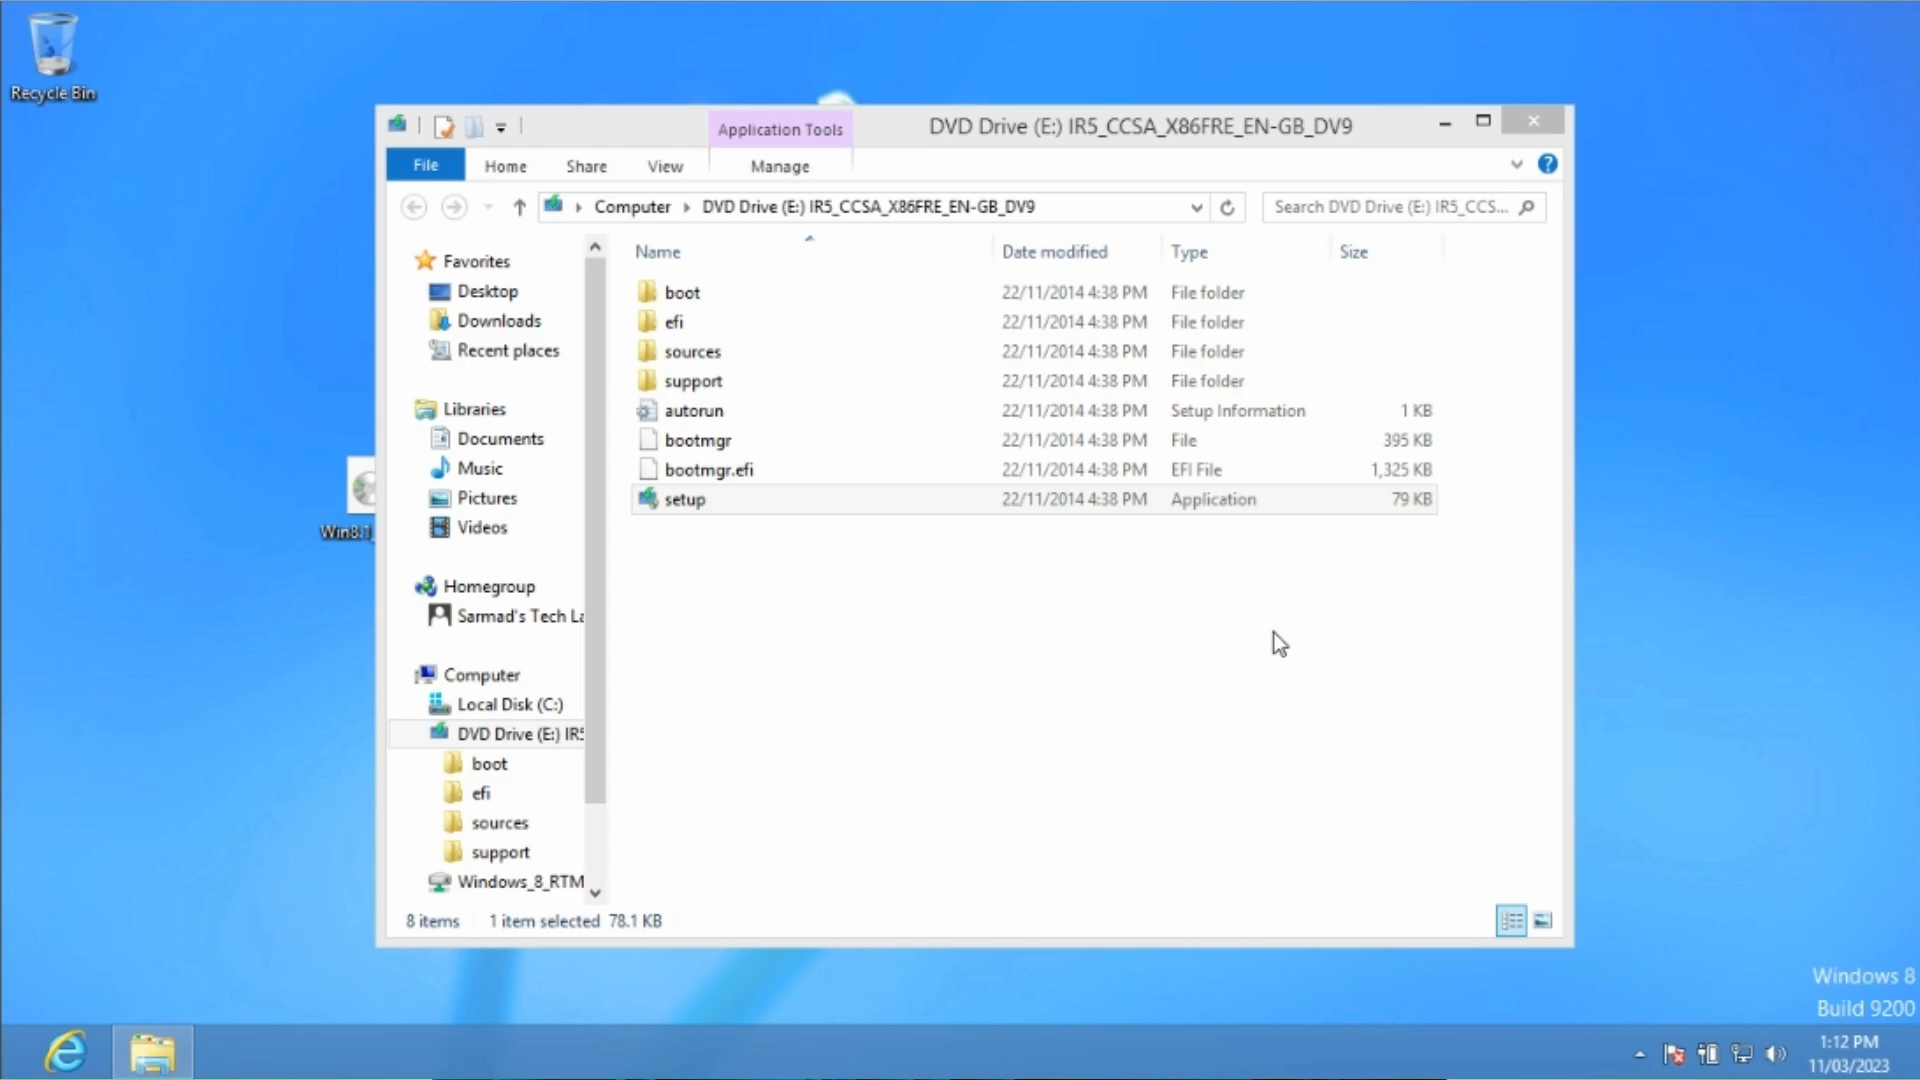 Recycle Bin
Application Tools
DVD Drive (E:) IR5_CCSA_X86FRE_EN-GB_DV9
File
Home
Share
View
Manage
Computer
DVD Drive (E:) IR5_CCSA_X86FRE_EN-GB_DV9
Search DVD Drive (E:) IR5_CCS...
Name
Date modified
Type
Size
Favorites
Desktop
Downloads
Recent places
Libraries
Documents
Music
Pictures
Videos
Homegroup
Sarmad's Tech La
Computer
Local Disk (C:)
DVD Drive (E:) IR5
boot
efi
sources
support
Windows_8_RTM
boot 22/11/2014 4:38 PM File folder
efi 22/11/2014 4:38 PM File folder
sources 22/11/2014 4:38 PM File folder
support 22/11/2014 4:38 PM File folder
autorun 22/11/2014 4:38 PM Setup Information 1 KB
bootmgr 22/11/2014 4:38 PM File 395 KB
bootmgr.efi 22/11/2014 4:38 PM EFI File 1,325 KB
setup 22/11/2014 4:38 PM Application 79 KB
Win8.1_
8 items 1 item selected 78.1 KB
Windows 8
Build 9200
1:12 PM
11/03/2023